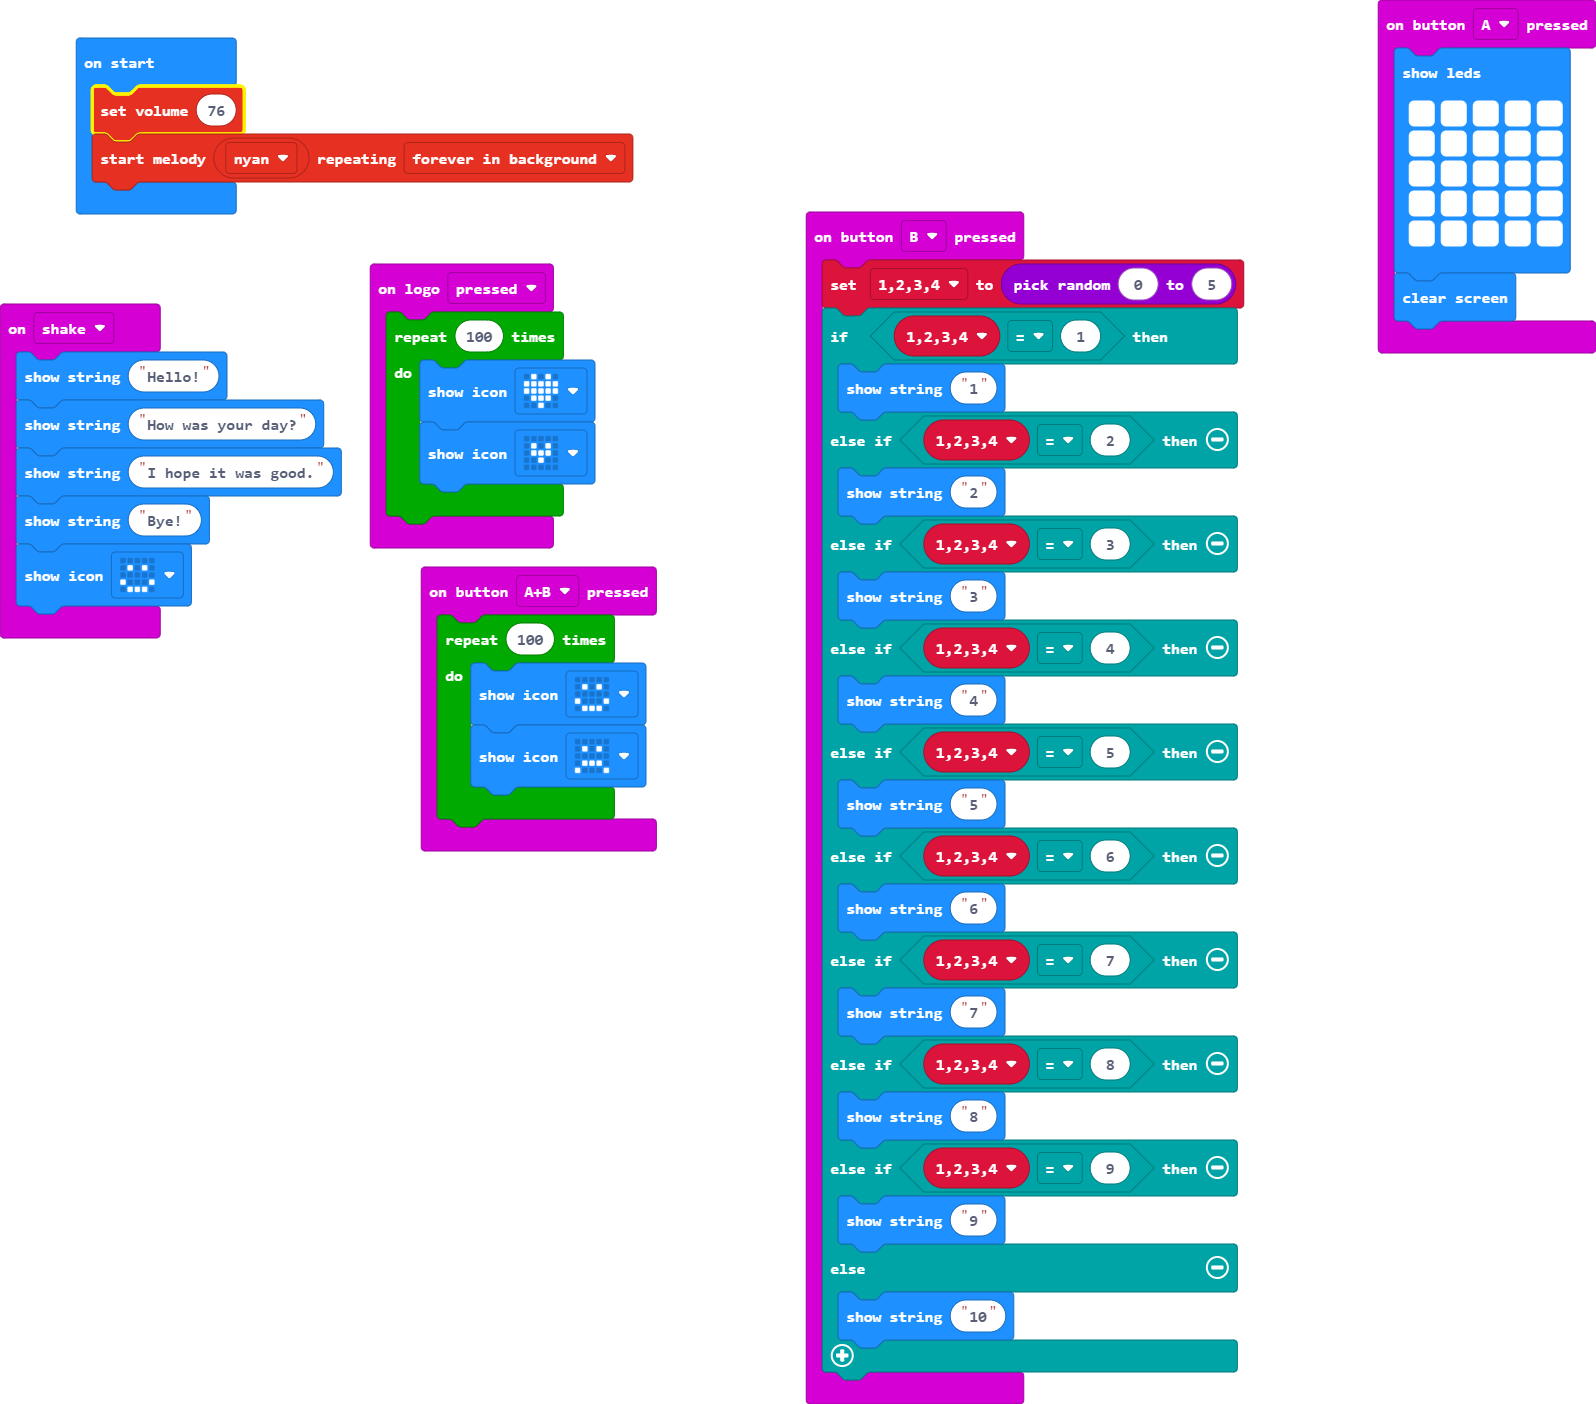 on start
set volume 76
start melody nyan repeating forever in background
on shake
show string "Hello!"
show string "How was your day?"
show string "I hope it was good."
show string "Bye!"
show icon
on logo pressed
repeat 100 times
do
show icon
show icon
on button A+B pressed
repeat 100 times
do
show icon
show icon
on button B pressed
set 1,2,3,4 to pick random 0 to 5
if 1,2,3,4 = 1 then
show string "1"
else if 1,2,3,4 = 2 then
show string "2"
else if 1,2,3,4 = 3 then
show string "3"
else if 1,2,3,4 = 4 then
show string "4"
else if 1,2,3,4 = 5 then
show string "5"
else if 1,2,3,4 = 6 then
show string "6"
else if 1,2,3,4 = 7 then
show string "7"
else if 1,2,3,4 = 8 then
show string "8"
else if 1,2,3,4 = 9 then
show string "9"
else
show string "10"
on button A pressed
show leds
clear screen